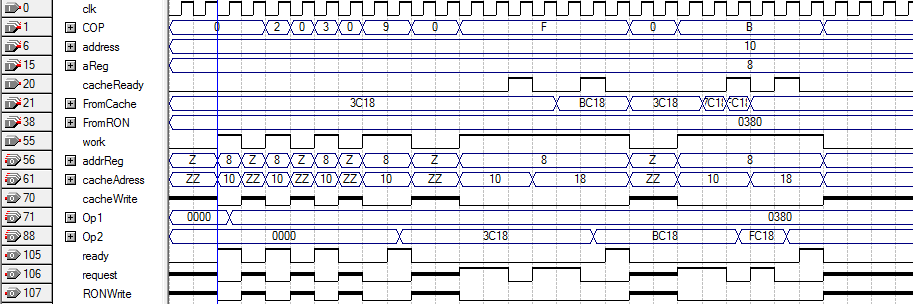 0 clk
1 COP 0 2 0 3 0 9 0 F 0 B
6 address 10
15 aReg 8
20 cacheReady
21 FromCache 3C18 BC18 3C18
38 FromRON 0380
55 work
56 addrReg Z 8 Z 8 Z 8 Z 8 Z 8 Z 8
61 cacheAdress ZZ 10 ZZ 10 ZZ 10 ZZ 10 ZZ 10 18 ZZ 10 18
70 cacheWrite
71 Op1 0000 0380
88 Op2 0000 3C18 BC18 FC18
105 ready
106 request
107 RONWrite